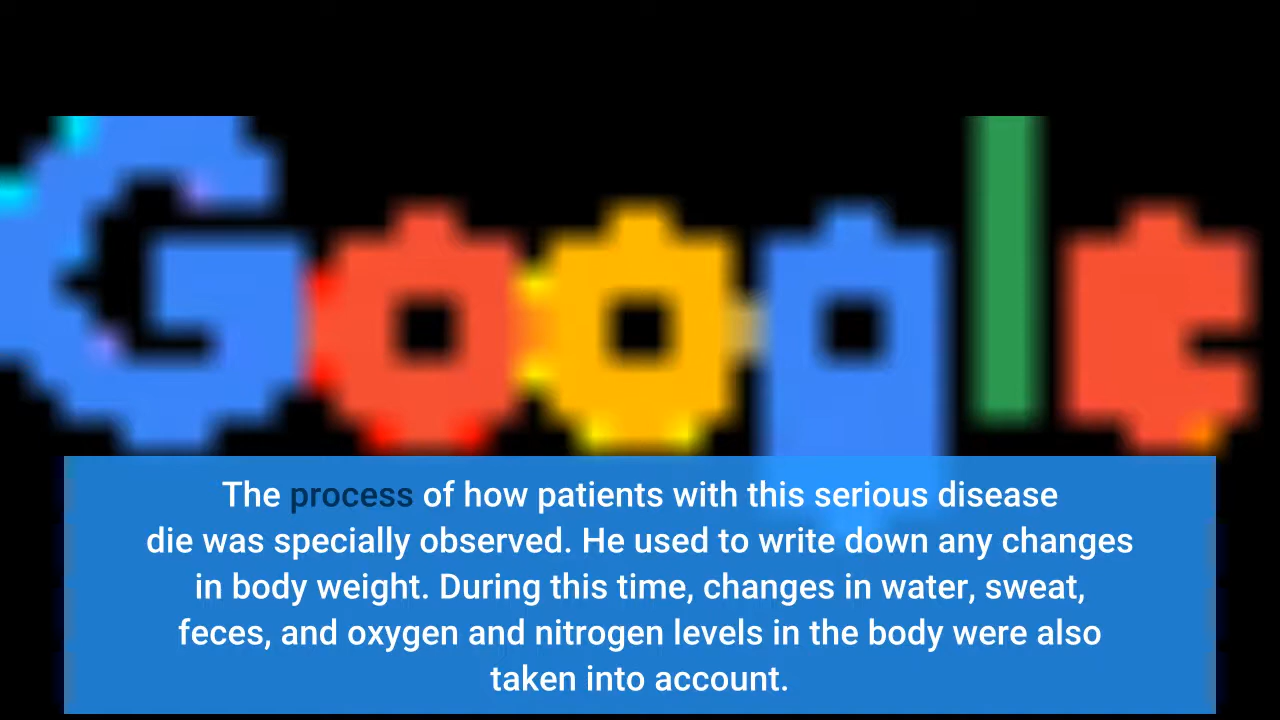 Google
The process of how patients with this serious disease
die was specially observed. He used to write down any changes
in body weight. During this time, changes in water, sweat,
feces, and oxygen and nitrogen levels in the body were also
taken into account.